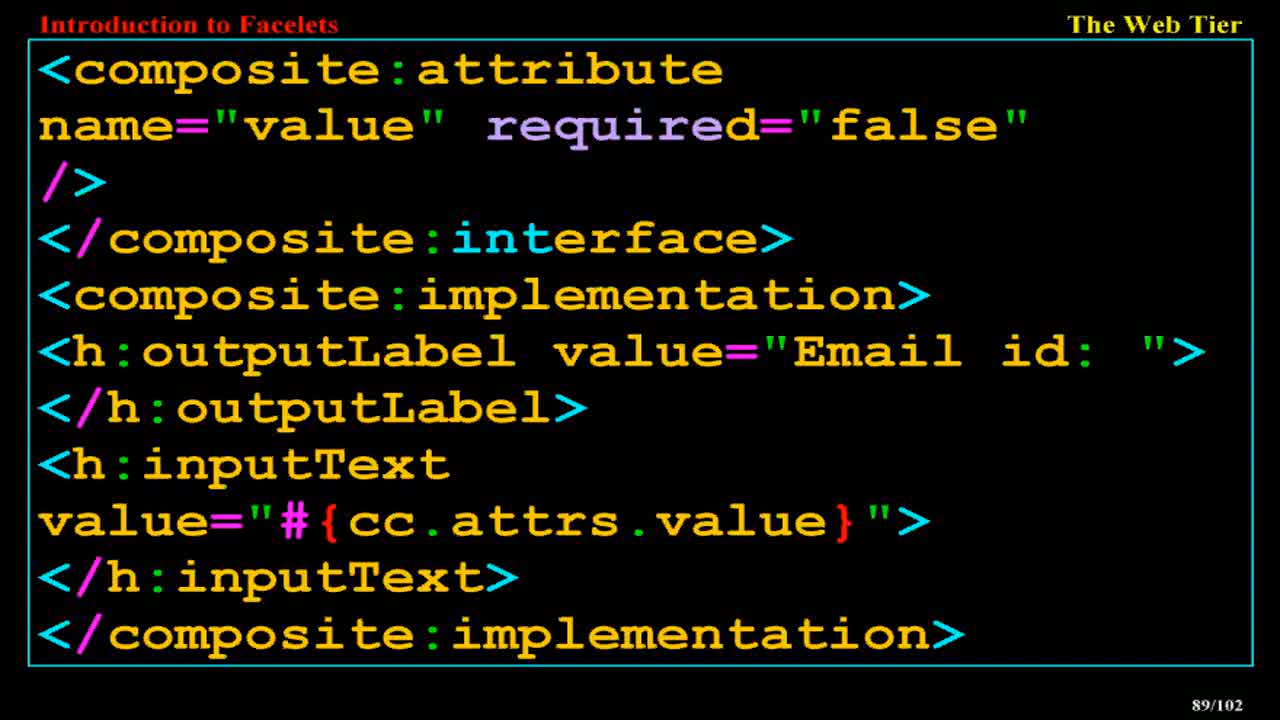 Introduction to Facelets
The Web Tier
<composite:attribute
name="value" required="false"
/>
</composite:interface>
<composite:implementation>
<h:outputLabel value="Email id: ">
</h:outputLabel>
<h:inputText
value="#{cc.attrs.value}">
</h:inputText>
</composite:implementation>
89/102